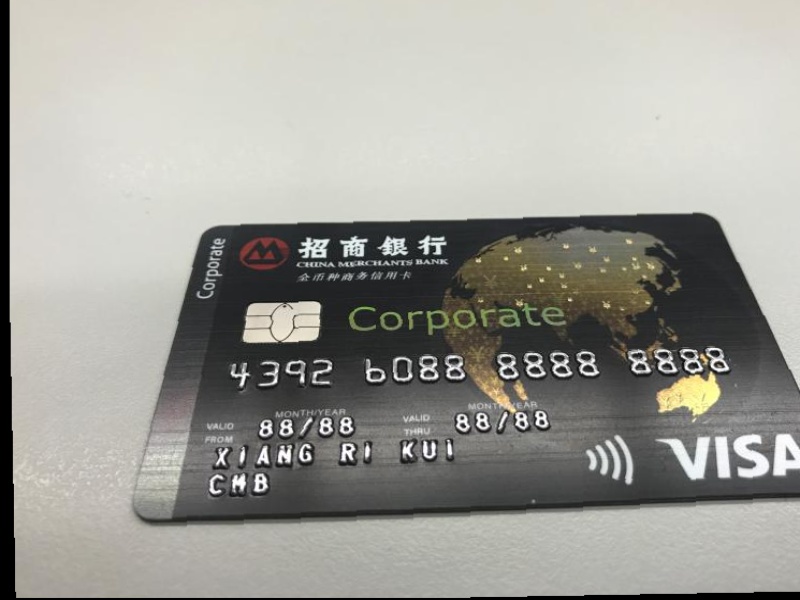 Corporate
招商銀行
CHINA MERCHANTS BANK
全币种商务信用卡
Corporate
4392 6088 8888 8888
MONTH/YEAR MONTH/YEAR
VALID FROM 88/88 VALID THRU 88/88
XIANG RI KUI
CMB
VISA